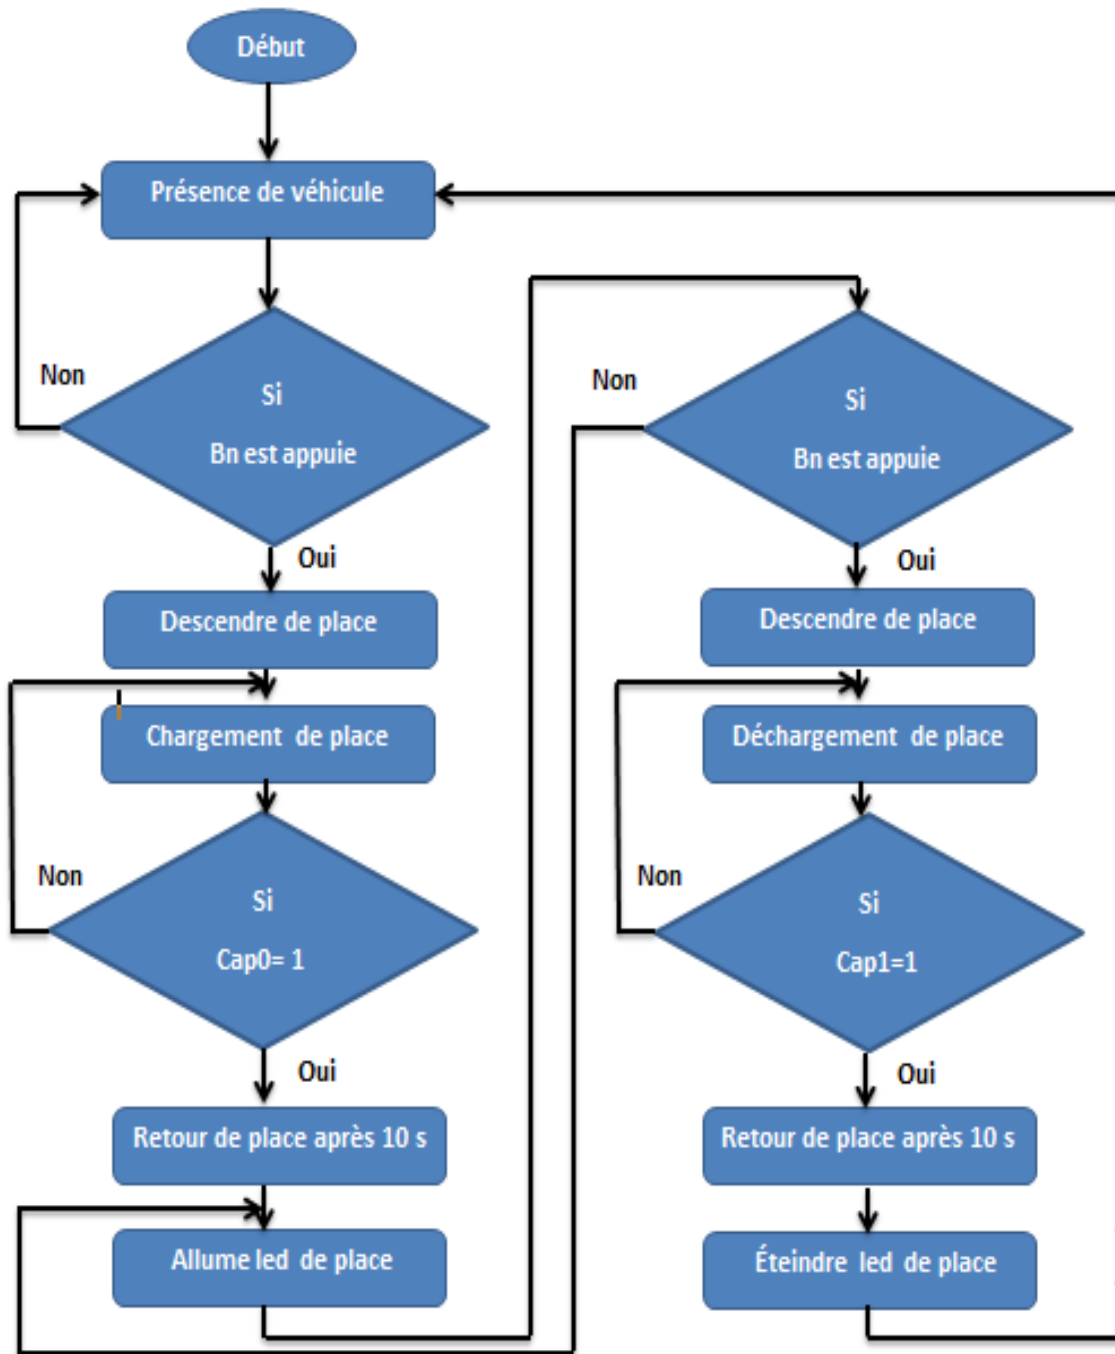 Début
Présence de véhicule
Non
Si
Bn est appuie
Oui
Descendre de place
Chargement de place
Non
Si
Cap0= 1
Oui
Retour de place après 10 s
Allume led de place
Non
Si
Bn est appuie
Oui
Descendre de place
Déchargement de place
Non
Si
Cap1=1
Oui
Retour de place après 10 s
Éteindre led de place